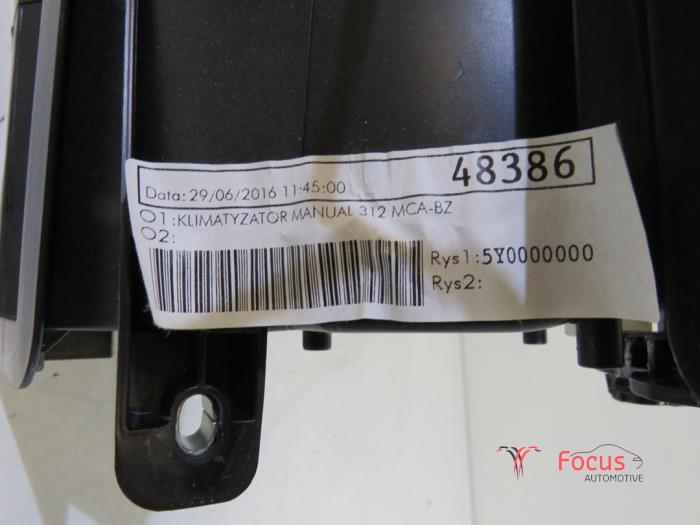 Data: 29/06/2016 11:45:00 48386
O1:KLIMATYZATOR MANUAL 312 MCA-BZ
O2:
Rys1:5Y0000000
Rys2:
Focus
AUTOMOTIVE